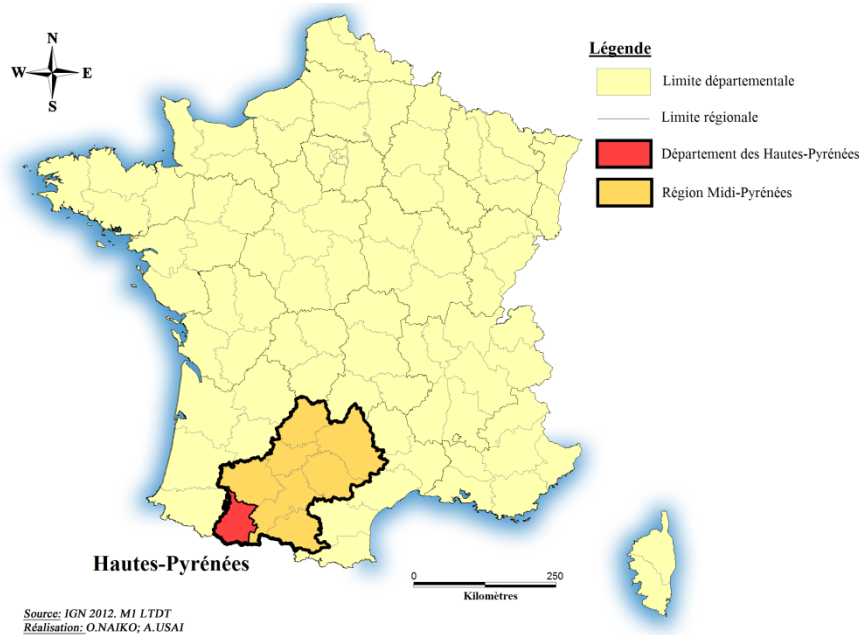 N
W E
S
Légende
Limite départementale
Limite régionale
Département des Hautes-Pyrénées
Région Midi-Pyrénées
Hautes-Pyrénées
0 250
Kilomètres
Source: IGN 2012. M1 LTDT
Réalisation: O.NAIKO; A.USAI